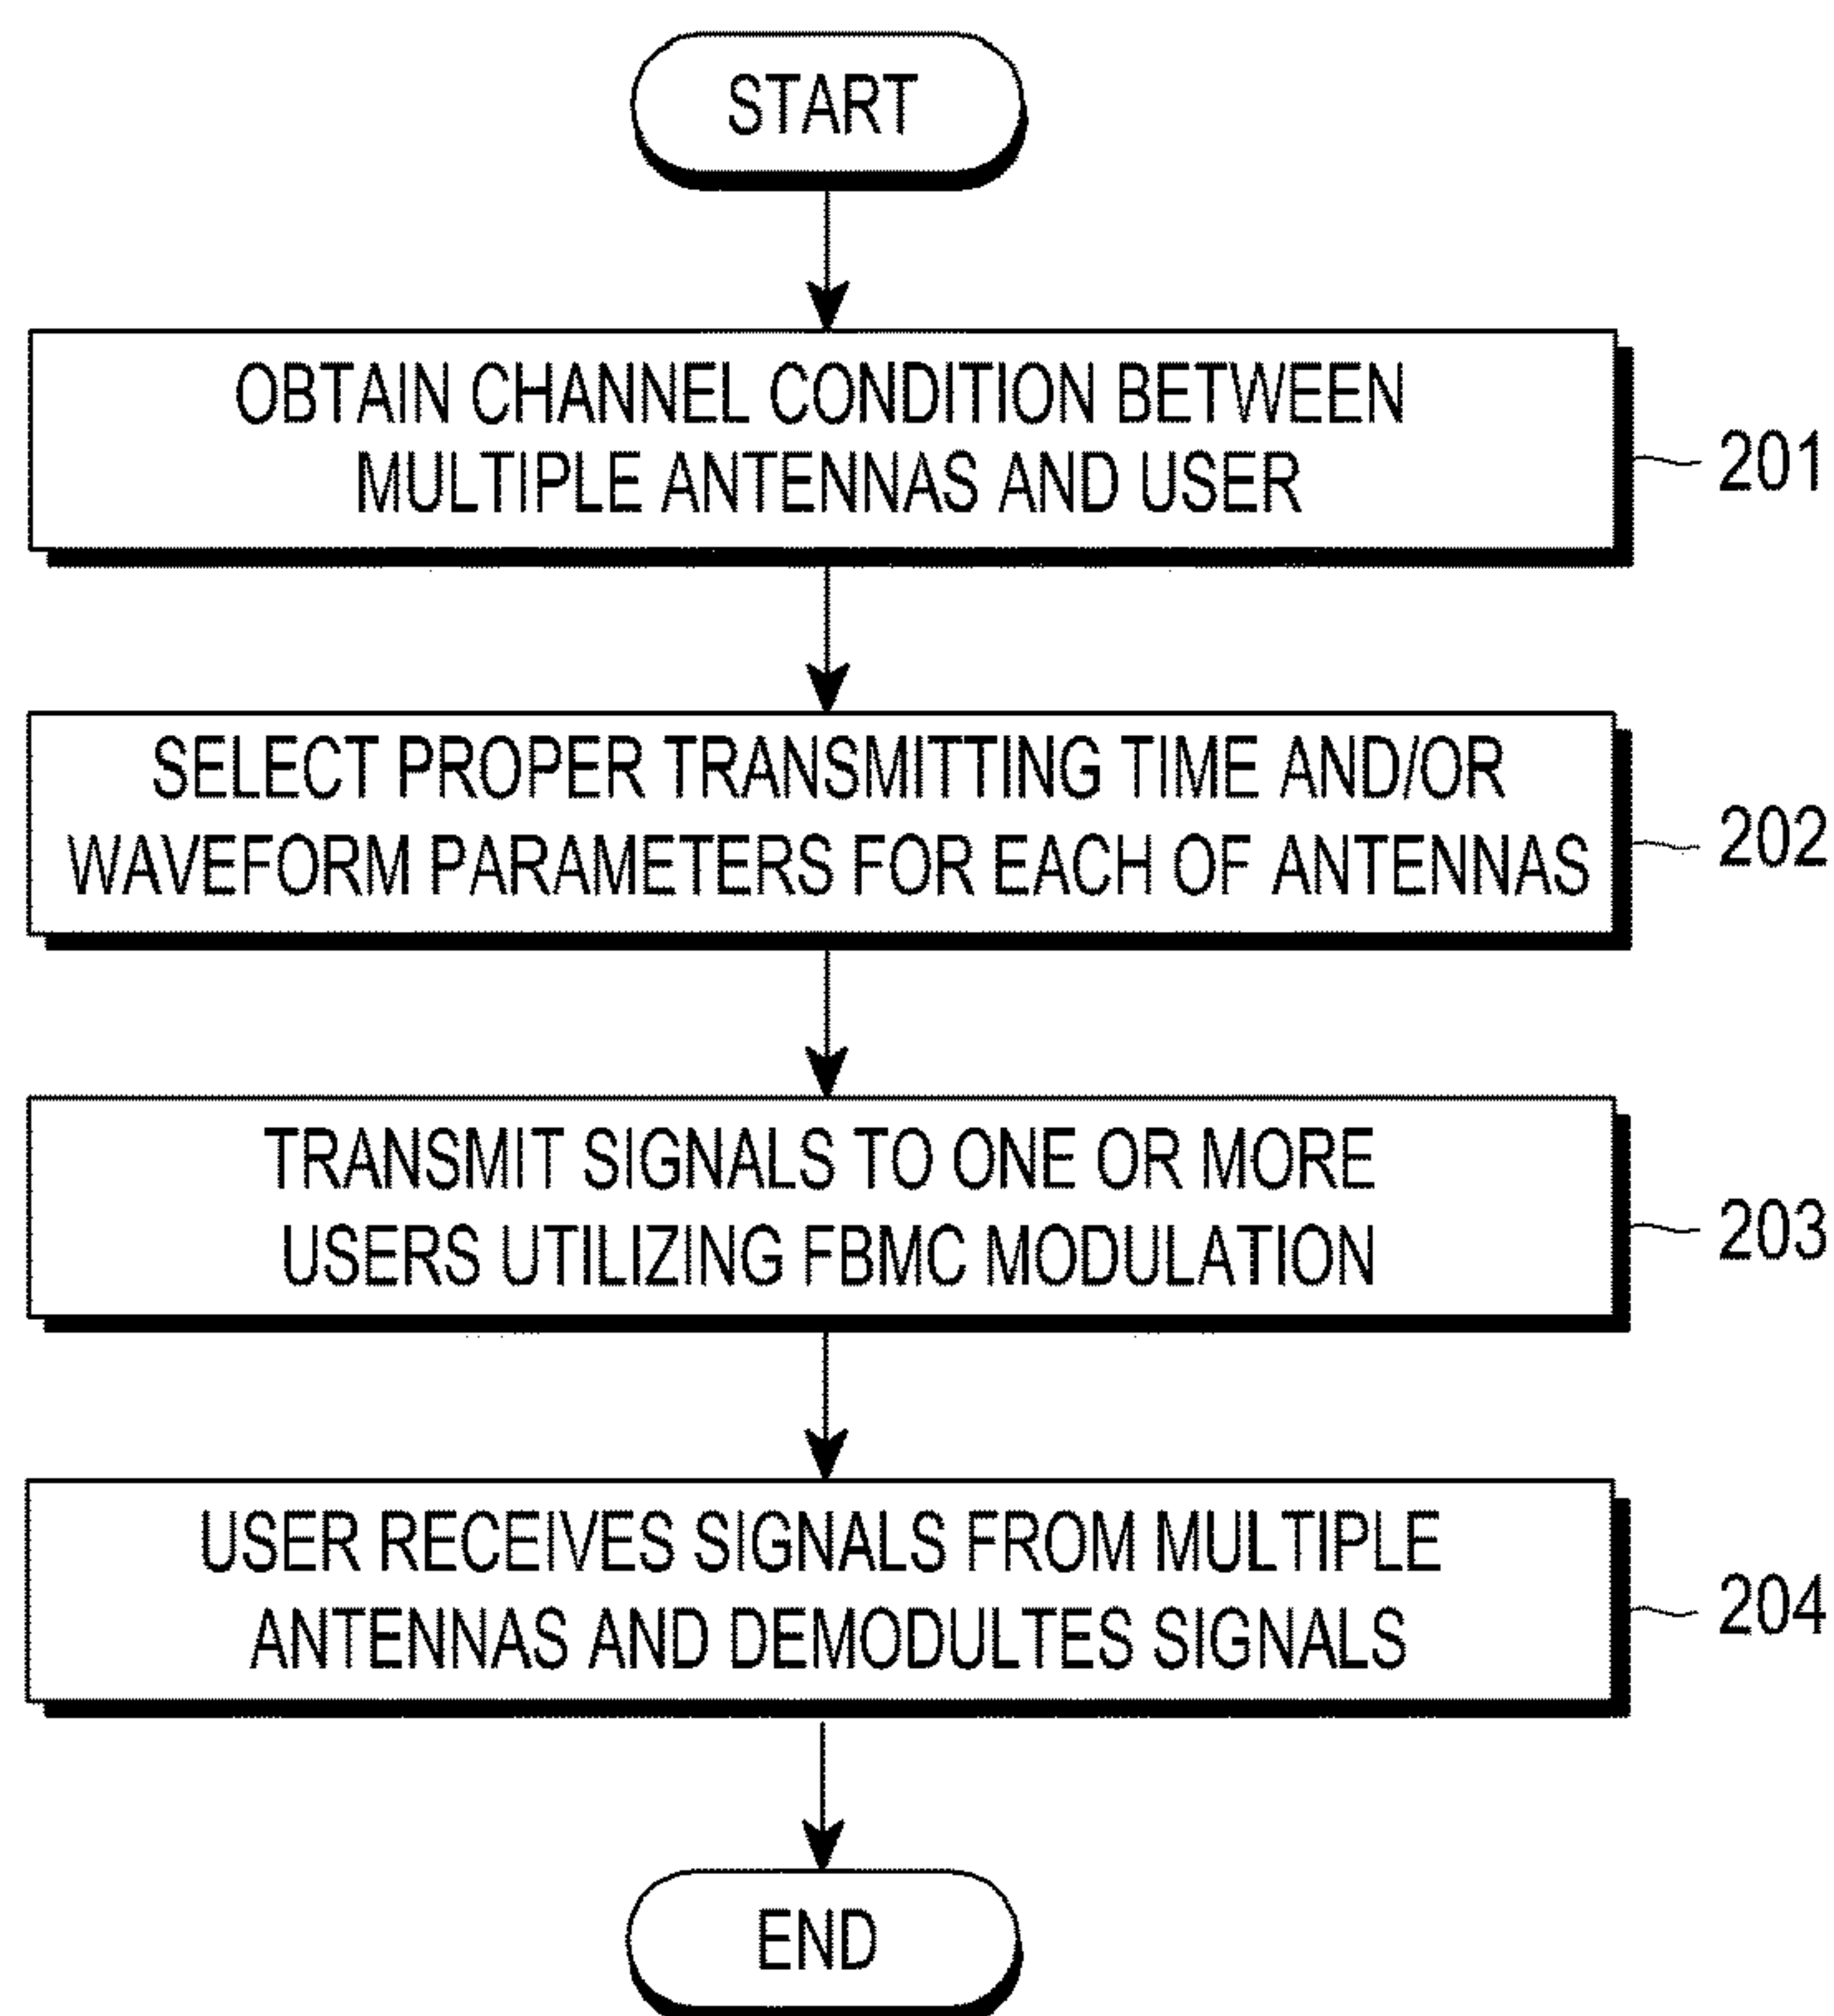 START
OBTAIN CHANNEL CONDITION BETWEEN
MULTIPLE ANTENNAS AND USER
201
SELECT PROPER TRANSMITTING TIME AND/OR
WAVEFORM PARAMETERS FOR EACH OF ANTENNAS
202
TRANSMIT SIGNALS TO ONE OR MORE
USERS UTILIZING FBMC MODULATION
203
USER RECEIVES SIGNALS FROM MULTIPLE
ANTENNAS AND DEMODULTES SIGNALS
204
END